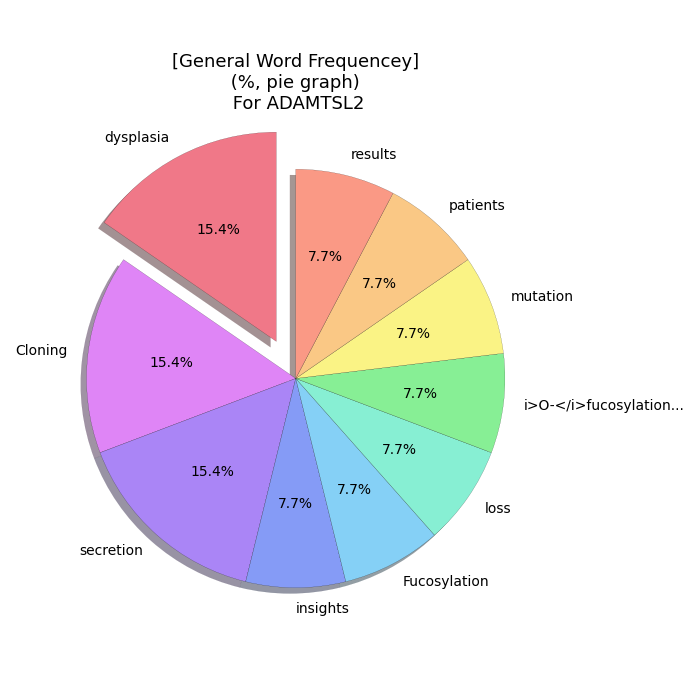 [General Word Frequencey]
(%, pie graph)
For ADAMTSL2
dysplasia
results
patients
mutation
i>O-</i>fucosylation...
loss
Fucosylation
insights
secretion
Cloning
15.4%
7.7%
7.7%
7.7%
7.7%
7.7%
7.7%
7.7%
15.4%
15.4%